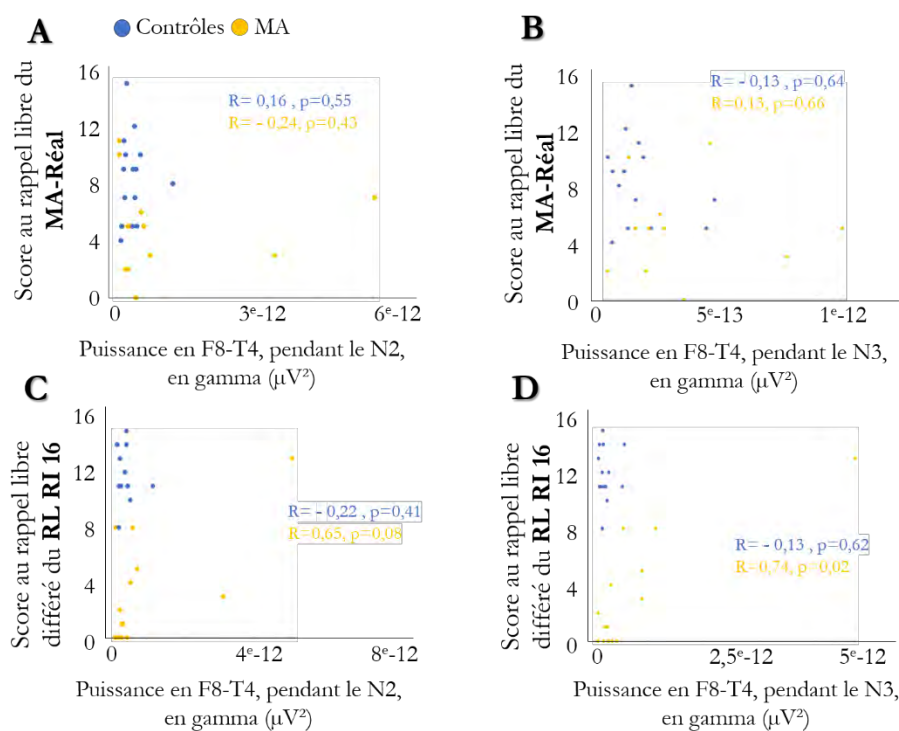 A
Contrôles MA
Score au rappel libre du
MA-Réal
16
12
8
4
0
R= 0,16 , p=0,55
R= - 0,24, p=0,43
0
3ᵉ-12
6ᵉ-12
Puissance en F8-T4, pendant le N2,
en gamma (µV²)
B
Score au rappel libre du
MA-Réal
16
12
8
4
0
R= - 0,13 , p=0,64
R=0,13, p=0,66
0
5ᵉ-13
1ᵉ-12
Puissance en F8-T4, pendant le N3,
en gamma (µV²)
C
Score au rappel libre
différé du RL RI 16
16
12
8
4
0
R= - 0,22 , p=0,41
R=0,65, p=0,08
0
4ᵉ-12
8ᵉ-12
Puissance en F8-T4, pendant le N2,
en gamma (µV²)
D
Score au rappel libre
différé du RL RI 16
16
12
8
4
0
R= - 0,13 , p=0,62
R=0,74, p=0,02
0
2,5ᵉ-12
5ᵉ-12
Puissance en F8-T4, pendant le N3,
en gamma (µV²)